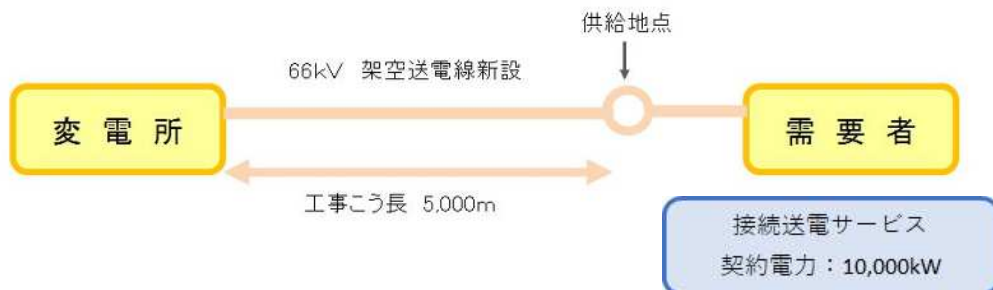 供給地点
66kV 架空送電線新設
変電所
需要者
工事こう長 5,000m
接続送電サービス
契約電力：10,000kW